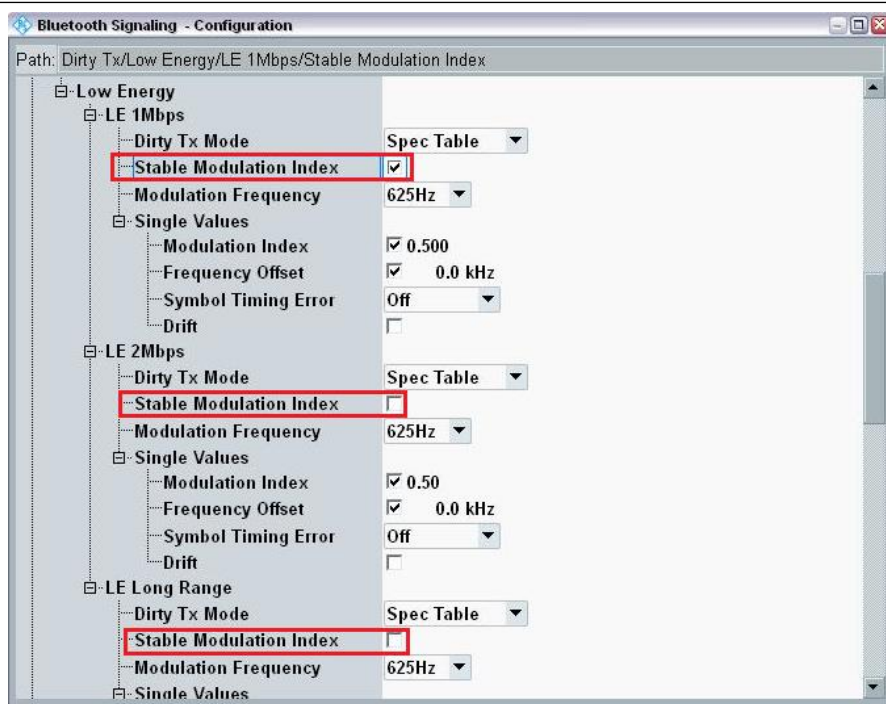 Bluetooth Signaling - Configuration
Path: Dirty Tx/Low Energy/LE 1Mbps/Stable Modulation Index
Low Energy
LE 1Mbps
Dirty Tx Mode Spec Table
Stable Modulation Index
Modulation Frequency 625Hz
Single Values
Modulation Index 0.500
Frequency Offset 0.0 kHz
Symbol Timing Error Off
Drift
LE 2Mbps
Dirty Tx Mode Spec Table
Stable Modulation Index
Modulation Frequency 625Hz
Single Values
Modulation Index 0.50
Frequency Offset 0.0 kHz
Symbol Timing Error Off
Drift
LE Long Range
Dirty Tx Mode Spec Table
Stable Modulation Index
Modulation Frequency 625Hz
Single Values